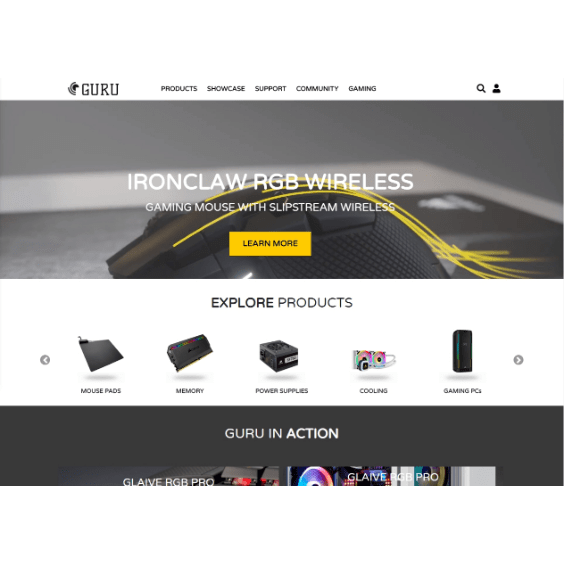 GURU
PRODUCTS SHOWCASE SUPPORT COMMUNITY GAMING
IRONCLAW RGB WIRELESS
GAMING MOUSE WITH SLIPSTREAM WIRELESS
LEARN MORE
EXPLORE PRODUCTS
MOUSE PADS MEMORY POWER SUPPLIES COOLING GAMING PCs
GURU IN ACTION
GLAIVE RGB PRO GLAIVE RGB PRO